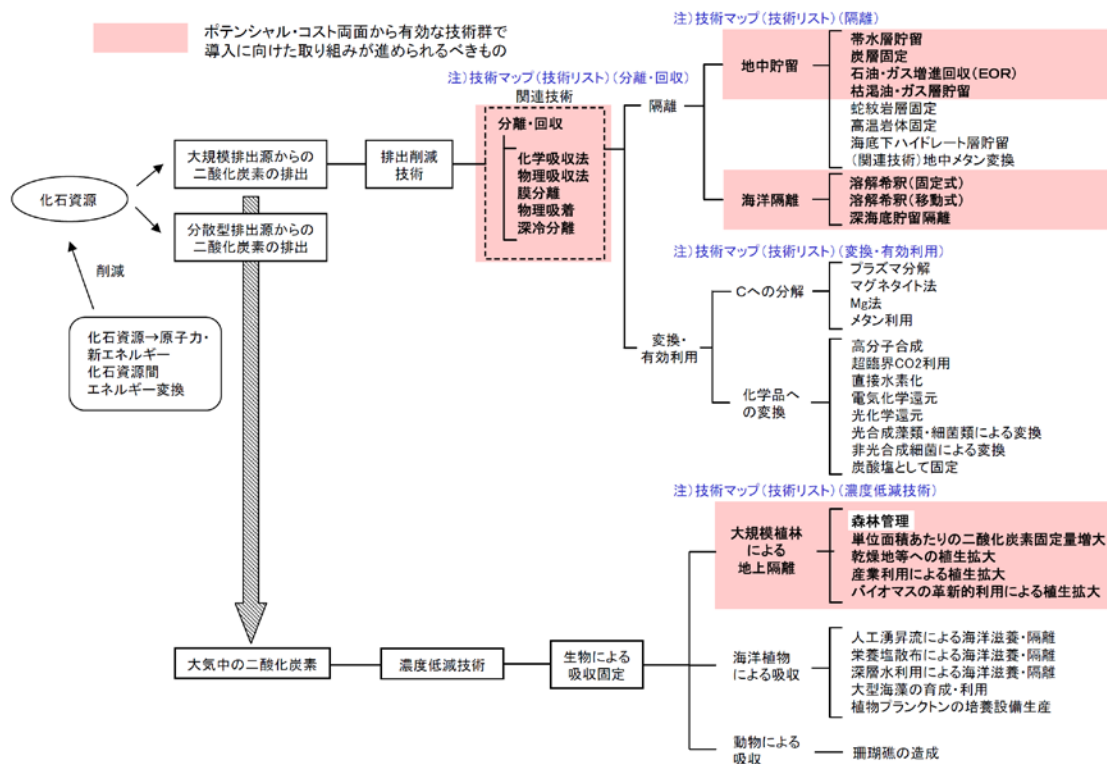 ポテンシャル・コスト両面から有効な技術群で
導入に向けた取り組みが進められるべきもの
注)技術マップ(技術リスト)(隔離)
地中貯留
帯水層貯留
炭層固定
石油・ガス増進回収(EOR)
枯渇油・ガス層貯留
蛇紋岩層固定
高温岩体固定
海底下ハイドレート層貯留
(関連技術)地中メタン変換
注)技術マップ(技術リスト)(分離・回収)
関連技術
分離・回収
化学吸収法
物理吸収法
膜分離
物理吸着
深冷分離
隔離
海洋隔離
溶解希釈(固定式)
溶解希釈(移動式)
深海底貯留隔離
化石資源
大規模排出源からの
二酸化炭素の排出
排出削減
技術
分散型排出源からの
二酸化炭素の排出
削減
化石資源→原子力・
新エネルギー
化石資源間
エネルギー変換
注)技術マップ(技術リスト)(変換・有効利用)
変換・
有効利用
Cへの分解
プラズマ分解
マグネタイト法
Mg法
メタン利用
化学品へ
の変換
高分子合成
超臨界CO2利用
直接水素化
電気化学還元
光化学還元
光合成藻類・細菌類による変換
非光合成細菌による変換
炭酸塩として固定
注)技術マップ(技術リスト)(濃度低減技術)
大規模植林
による
地上隔離
森林管理
単位面積あたりの二酸化炭素固定量増大
乾燥地等への植生拡大
産業利用による植生拡大
バイオマスの革新的利用による植生拡大
大気中の二酸化炭素
濃度低減技術
生物による
吸収固定
海洋植物
による吸収
人工湧昇流による海洋滋養・隔離
栄養塩散布による海洋滋養・隔離
深層水利用による海洋滋養・隔離
大型海藻の育成・利用
植物プランクトンの培養設備生産
動物による
吸収
珊瑚礁の造成